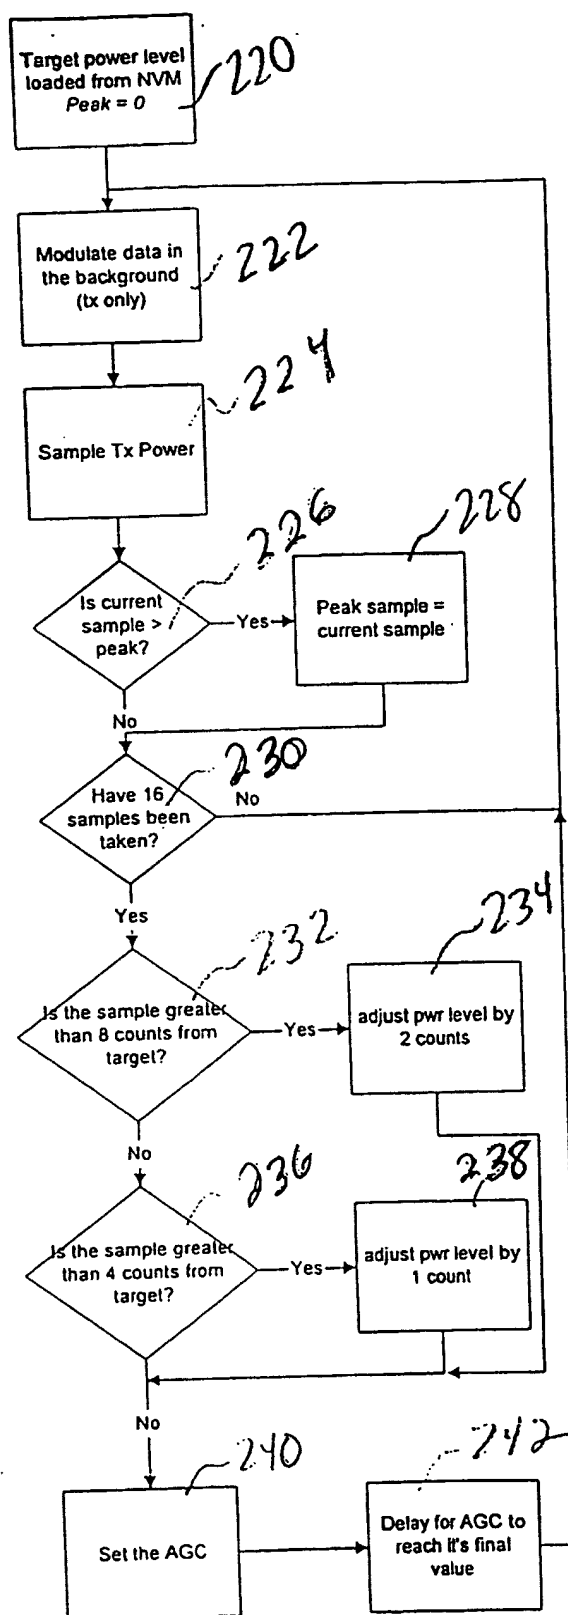 Target power level
loaded from NVM
Peak = 0
220
Modulate data in
the background
(tx only)
222
Sample Tx Power
224
Is current
sample >
peak?
226
Yes
Peak sample =
current sample
228
No
Have 16
samples been
taken?
230
No
Yes
Is the sample greater
than 8 counts from
target?
232
Yes
adjust pwr level by
2 counts
234
No
Is the sample greater
than 4 counts from
target?
236
Yes
adjust pwr level by
1 count
238
No
Set the AGC
240
Delay for AGC to
reach it's final
value
242